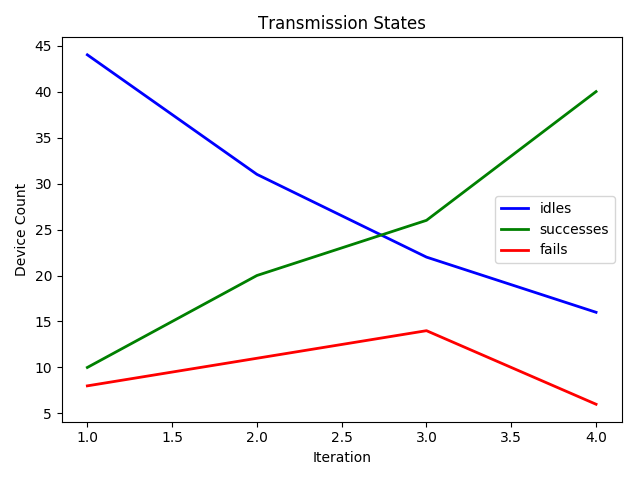 Transmission States
45
40
35
30
25
20
15
10
5
Device Count
idles
successes
fails
1.0 1.5 2.0 2.5 3.0 3.5 4.0
Iteration